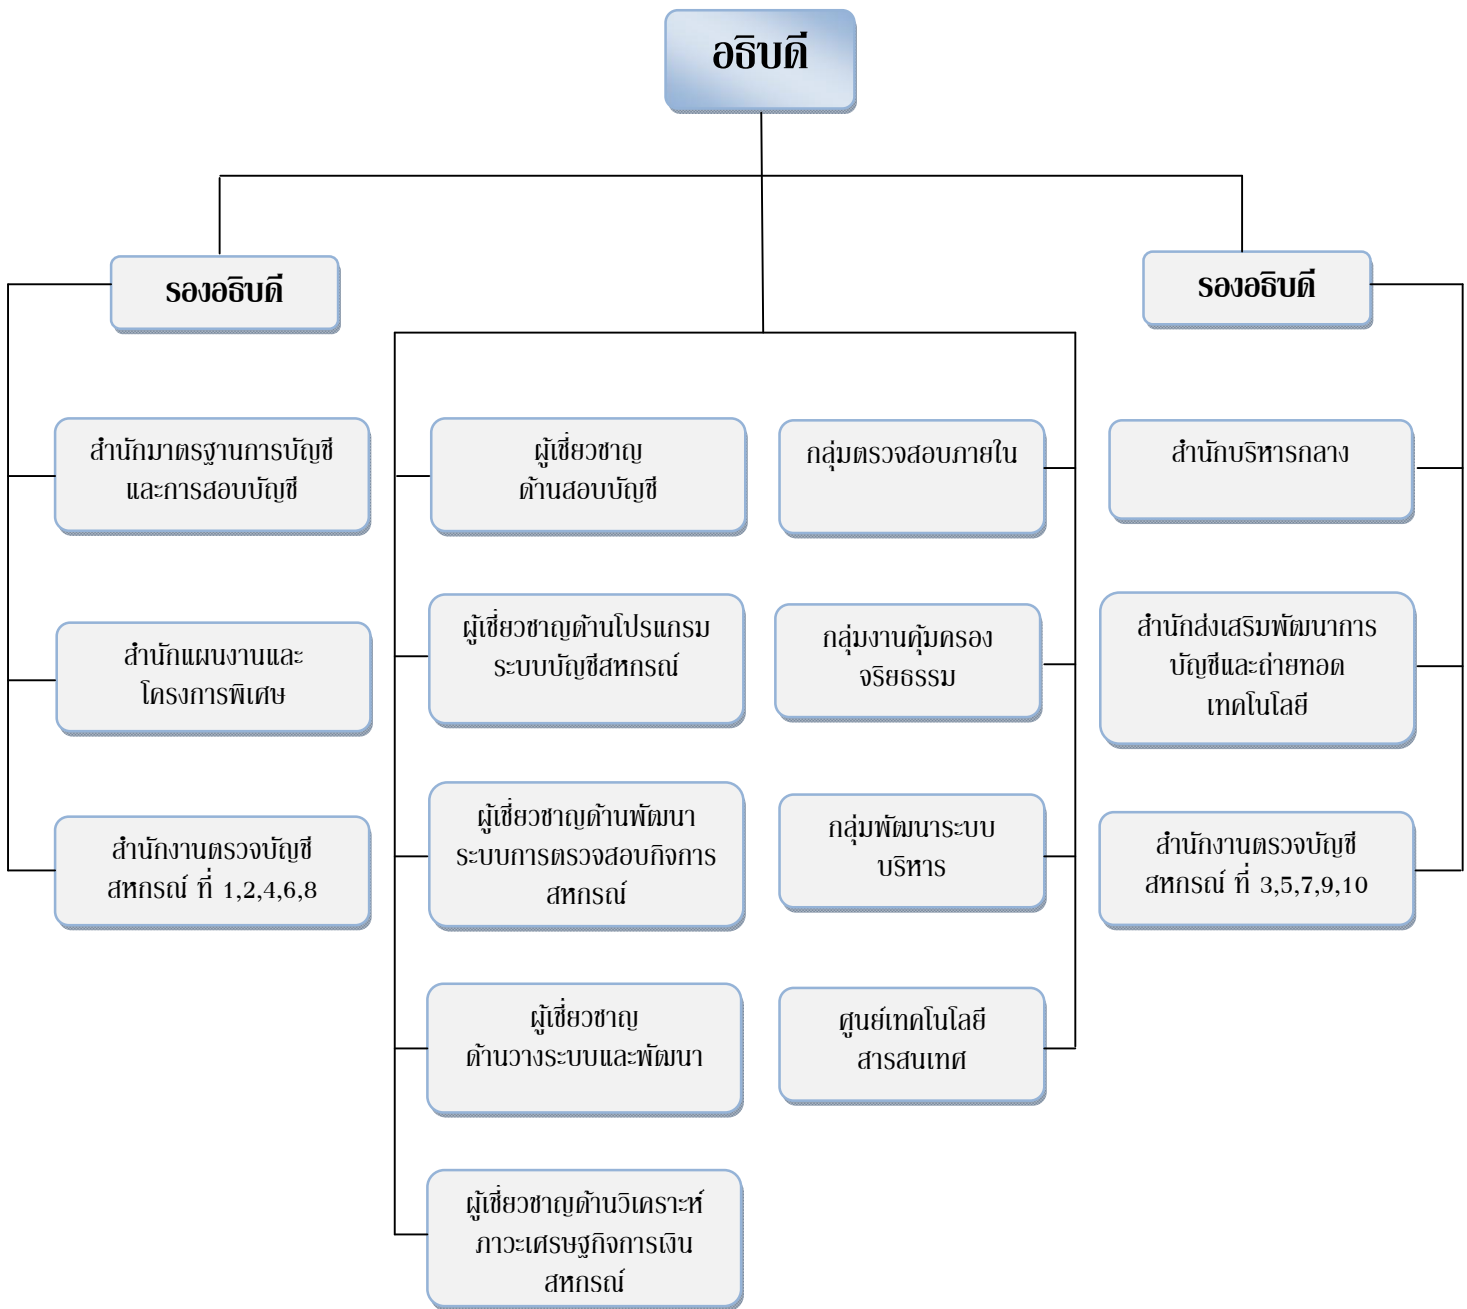 อธิบดี
รองอธิบดี
รองอธิบดี
สำนักมาตรฐานการบัญชี
และการสอบบัญชี
ผู้เชี่ยวชาญ
ด้านสอบบัญชี
กลุ่มตรวจสอบภายใน
สำนักบริหารกลาง
สำนักแผนงานและ
โครงการพิเศษ
ผู้เชี่ยวชาญด้านโปรแกรม
ระบบบัญชีสหกรณ์
กลุ่มงานคุ้มครอง
จริยธรรม
สำนักส่งเสริมพัฒนาการ
บัญชีและถ่ายทอด
เทคโนโลยี
สำนักงานตรวจบัญชี
สหกรณ์ ที่ 1,2,4,6,8
ผู้เชี่ยวชาญด้านพัฒนา
ระบบการตรวจสอบกิจการ
สหกรณ์
กลุ่มพัฒนาระบบ
บริหาร
สำนักงานตรวจบัญชี
สหกรณ์ ที่ 3,5,7,9,10
ผู้เชี่ยวชาญ
ด้านวางระบบและพัฒนา
ศูนย์เทคโนโลยี
สารสนเทศ
ผู้เชี่ยวชาญด้านวิเคราะห์
ภาวะเศรษฐกิจการเงิน
สหกรณ์